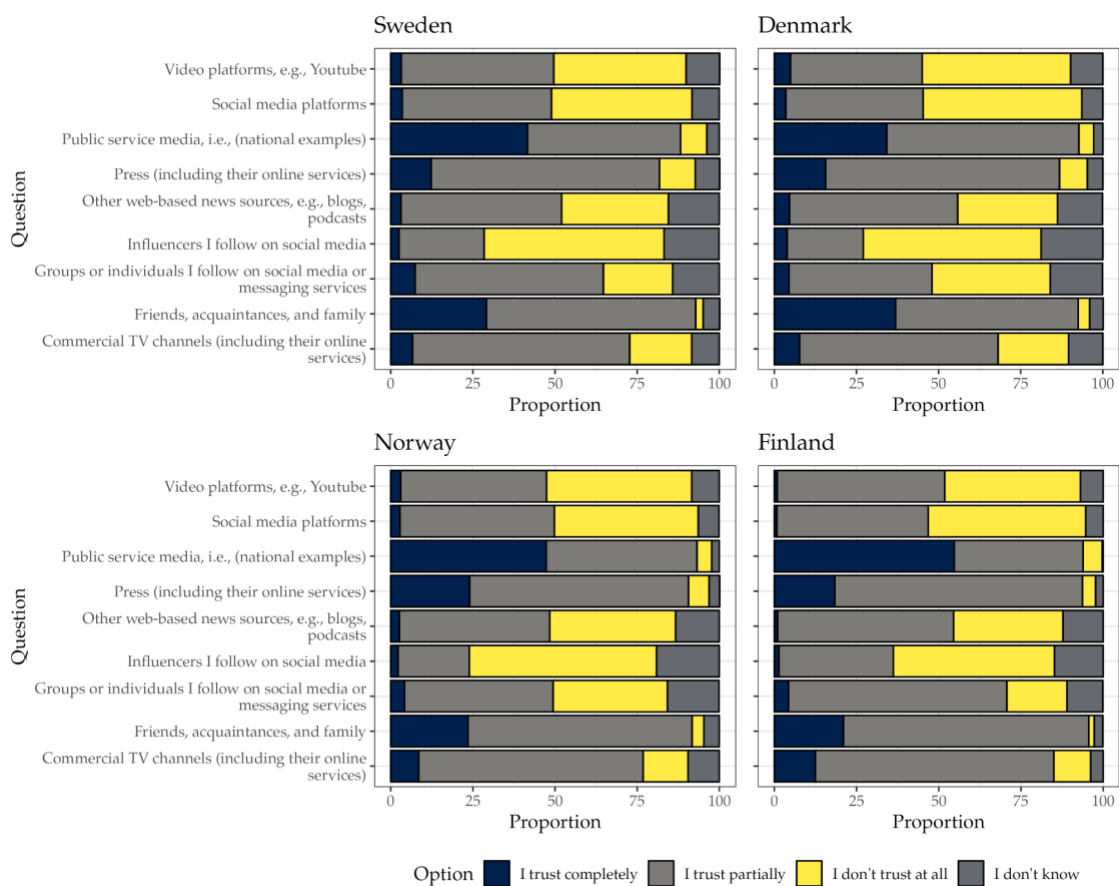 Sweden
Denmark
Question
Video platforms, e.g., Youtube
Social media platforms
Public service media, i.e., (national examples)
Press (including their online services)
Other web-based news sources, e.g., blogs,
podcasts
Influencers I follow on social media
Groups or individuals I follow on social media or
messaging services
Friends, acquaintances, and family
Commercial TV channels (including their online
services)
0 25 50 75 100
0 25 50 75 100
Proportion
Proportion
Norway
Finland
Question
Video platforms, e.g., Youtube
Social media platforms
Public service media, i.e., (national examples)
Press (including their online services)
Other web-based news sources, e.g., blogs,
podcasts
Influencers I follow on social media
Groups or individuals I follow on social media or
messaging services
Friends, acquaintances, and family
Commercial TV channels (including their online
services)
0 25 50 75 100
0 25 50 75 100
Proportion
Proportion
Option I trust completely I trust partially I don't trust at all I don't know